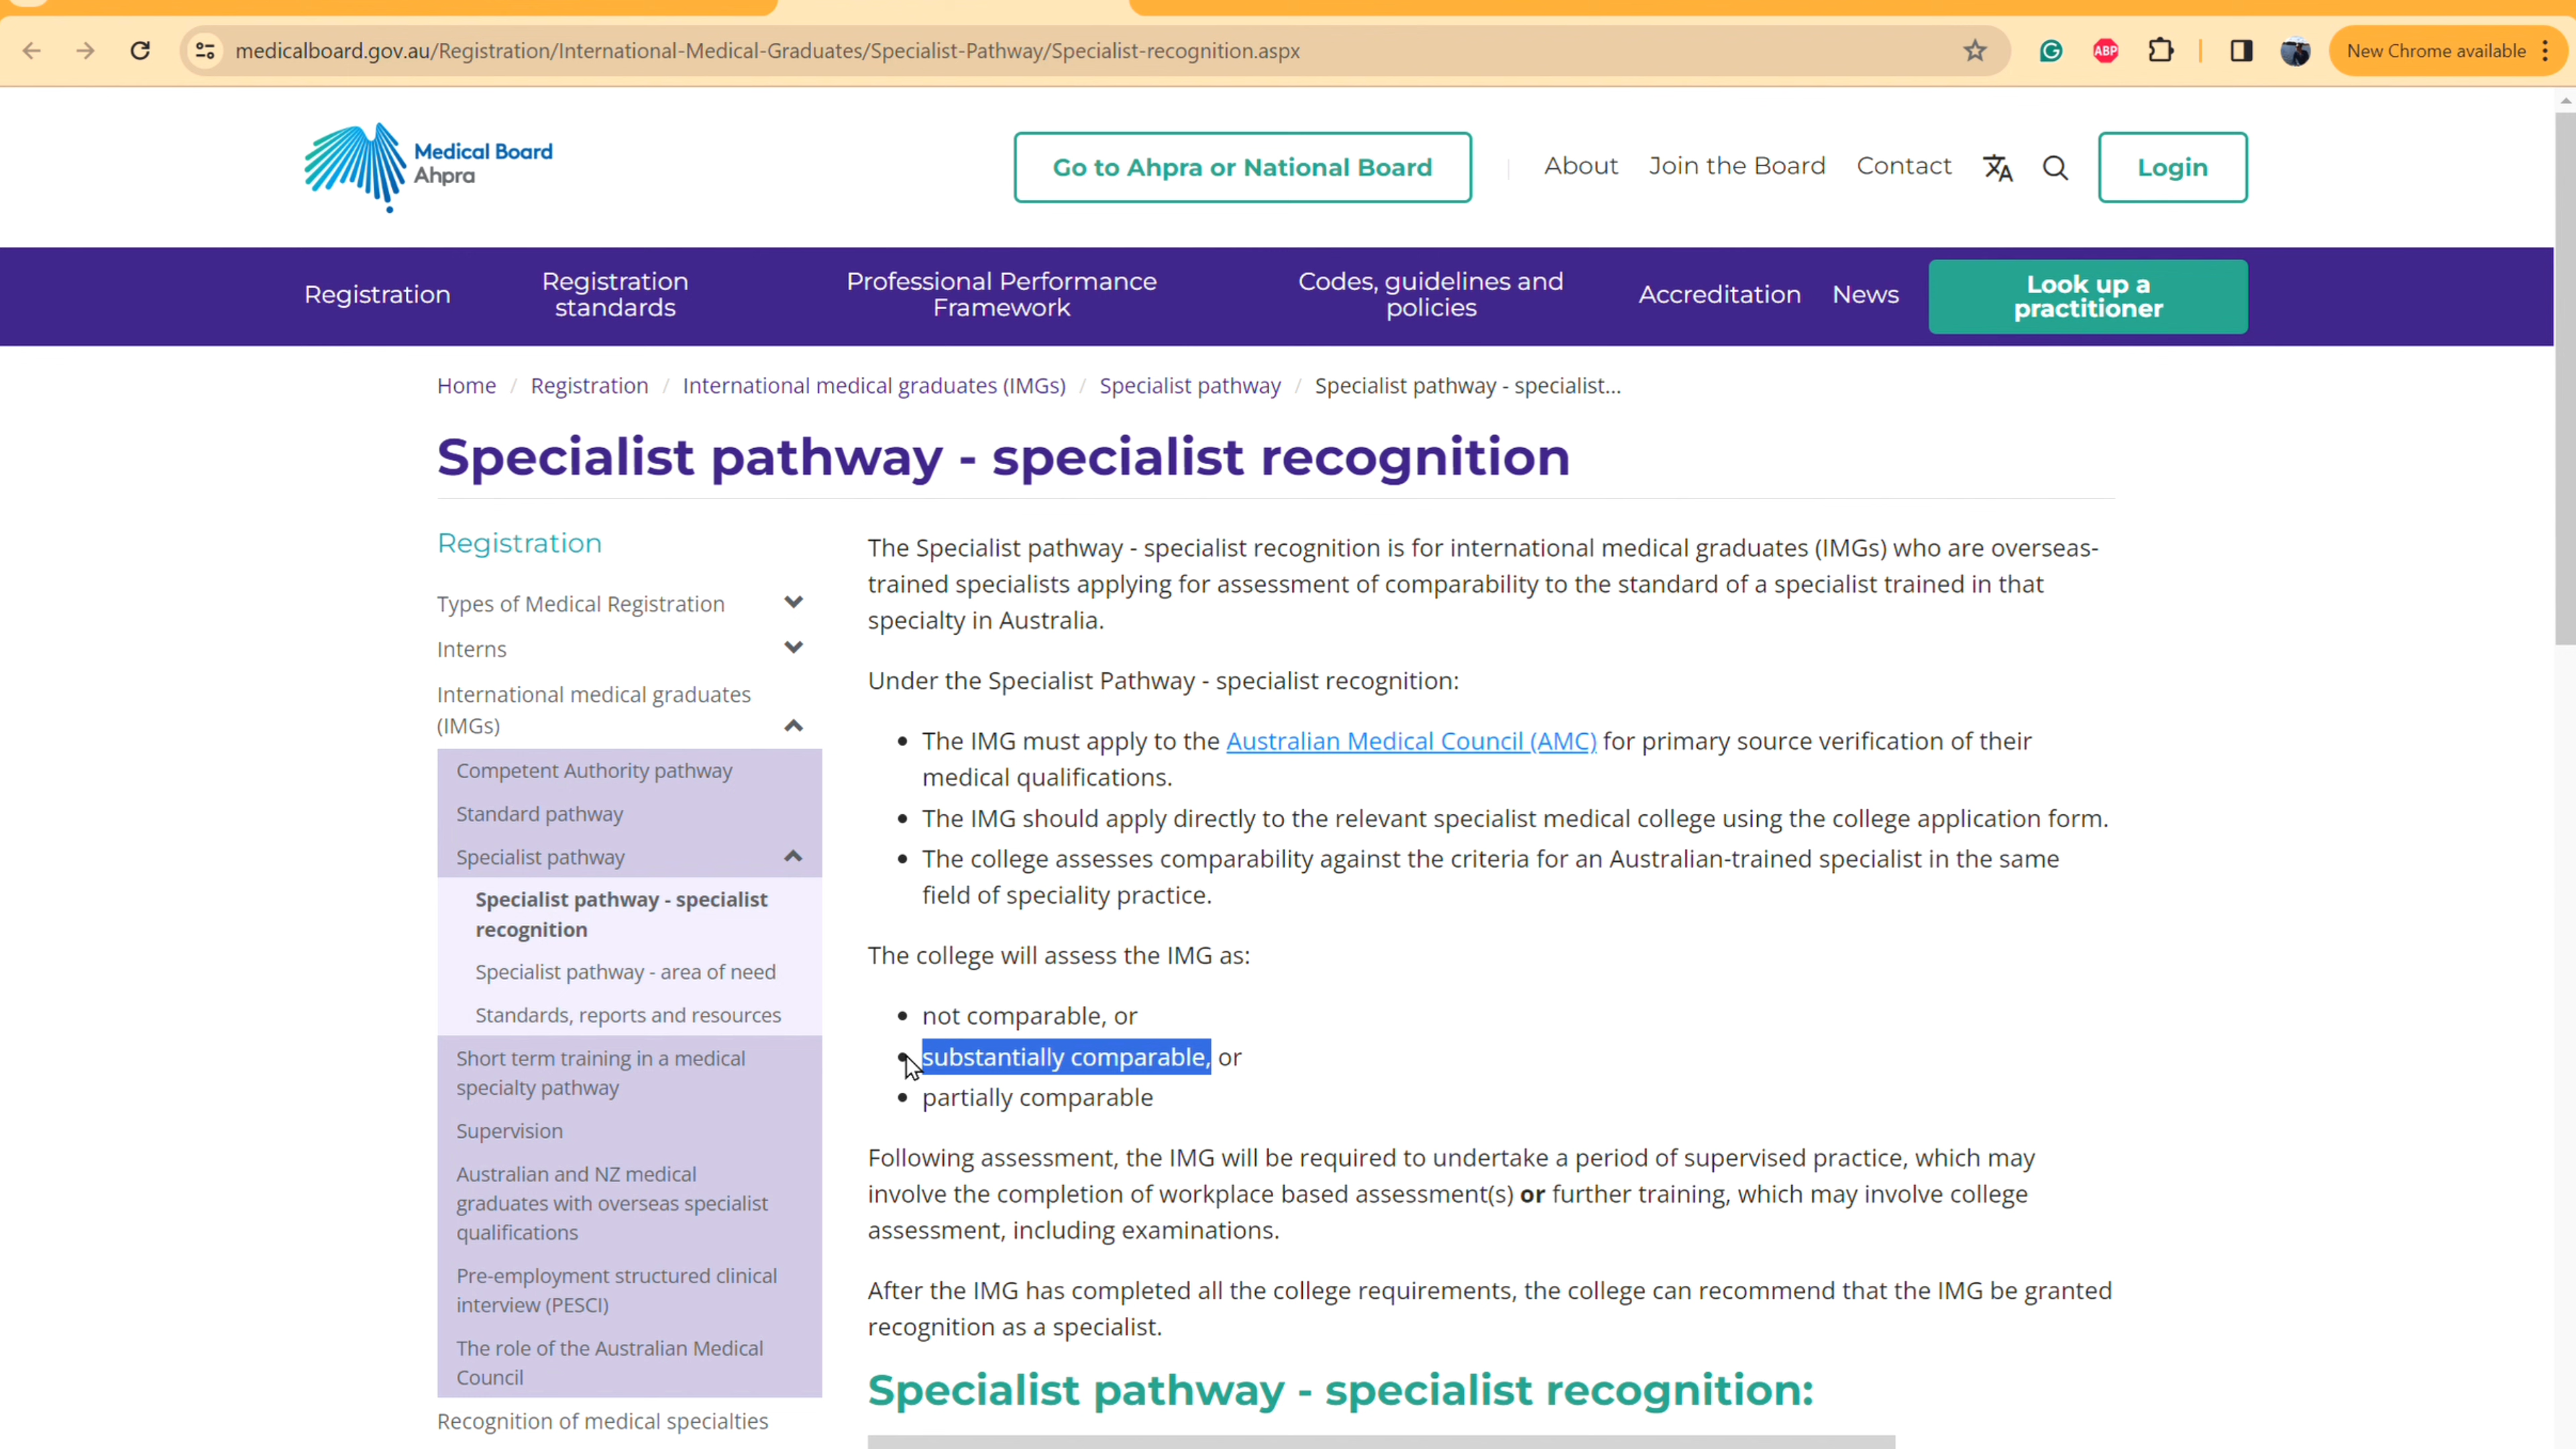 medicalboard.gov.au/Registration/International-Medical-Graduates/Specialist-Pathway/Specialist-recognition.aspx
ABP
New Chrome available
Medical Board
Ahpra
Go to Ahpra or National Board
About
Join the Board
Contact
Login
Registration
Registration
standards
Professional Performance
Framework
Codes, guidelines and
policies
Accreditation
News
Look up a
practitioner
Home / Registration / International medical graduates (IMGs) / Specialist pathway / Specialist pathway - specialist...
Specialist pathway - specialist recognition
Registration
Types of Medical Registration
Interns
International medical graduates
(IMGs)
Competent Authority pathway
Standard pathway
Specialist pathway
Specialist pathway - specialist
recognition
Specialist pathway - area of need
Standards, reports and resources
Short term training in a medical
specialty pathway
Supervision
Australian and NZ medical
graduates with overseas specialist
qualifications
Pre-employment structured clinical
interview (PESCI)
The role of the Australian Medical
Council
Recognition of medical specialties
The Specialist pathway - specialist recognition is for international medical graduates (IMGs) who are overseas-
trained specialists applying for assessment of comparability to the standard of a specialist trained in that
specialty in Australia.
Under the Specialist Pathway - specialist recognition:
• The IMG must apply to the Australian Medical Council (AMC) for primary source verification of their
medical qualifications.
• The IMG should apply directly to the relevant specialist medical college using the college application form.
• The college assesses comparability against the criteria for an Australian-trained specialist in the same
field of speciality practice.
The college will assess the IMG as:
• not comparable, or
• substantially comparable, or
• partially comparable
Following assessment, the IMG will be required to undertake a period of supervised practice, which may
involve the completion of workplace based assessment(s) or further training, which may involve college
assessment, including examinations.
After the IMG has completed all the college requirements, the college can recommend that the IMG be granted
recognition as a specialist.
Specialist pathway - specialist recognition: